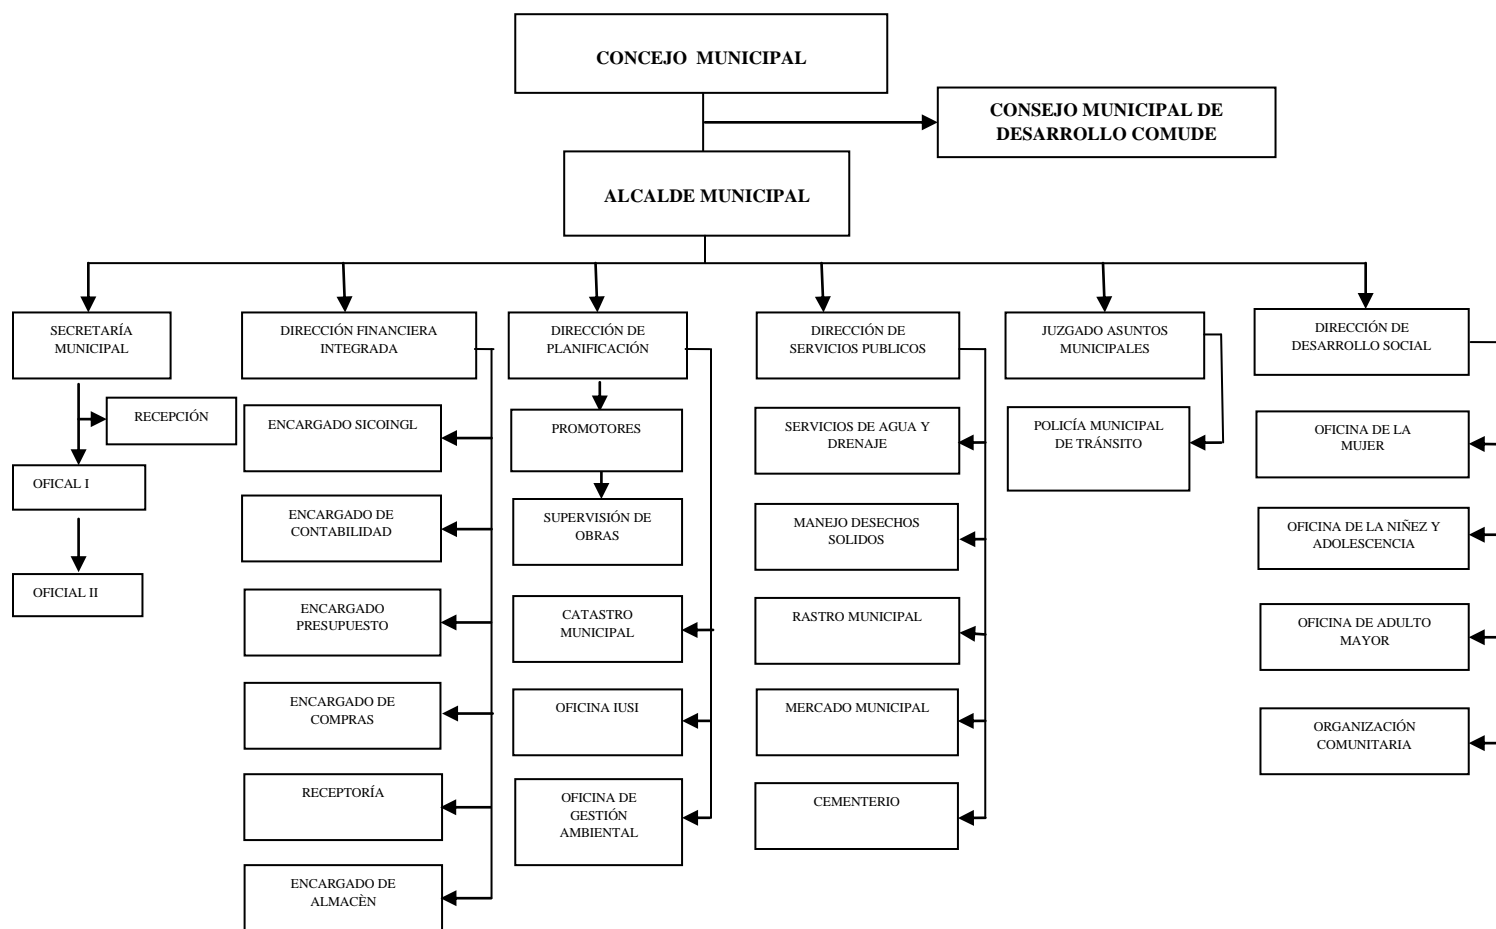 CONCEJO MUNICIPAL
CONSEJO MUNICIPAL DE
DESARROLLO COMUDE
ALCALDE MUNICIPAL
SECRETARÍA
MUNICIPAL
RECEPCIÓN
OFICAL I
OFICIAL II
DIRECCIÓN FINANCIERA
INTEGRADA
ENCARGADO SICOINGL
ENCARGADO DE
CONTABILIDAD
ENCARGADO
PRESUPUESTO
ENCARGADO DE
COMPRAS
RECEPTORÍA
ENCARGADO DE
ALMACÈN
DIRECCIÓN DE
PLANIFICACIÓN
PROMOTORES
SUPERVISIÓN DE
OBRAS
CATASTRO
MUNICIPAL
OFICINA IUSI
OFICINA DE
GESTIÓN
AMBIENTAL
DIRECCIÓN DE
SERVICIOS PUBLICOS
SERVICIOS DE AGUA Y
DRENAJE
MANEJO DESECHOS
SOLIDOS
RASTRO MUNICIPAL
MERCADO MUNICIPAL
CEMENTERIO
JUZGADO ASUNTOS
MUNICIPALES
POLICÍA MUNICIPAL
DE TRÁNSITO
DIRECCIÓN DE
DESARROLLO SOCIAL
OFICINA DE LA
MUJER
OFICINA DE LA NIÑEZ Y
ADOLESCENCIA
OFICINA DE ADULTO
MAYOR
ORGANIZACIÓN
COMUNITARIA